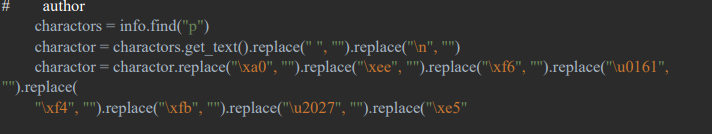 #      author
charactors = info.find("p")
charactor = charactors.get_text().replace(" ", "").replace("\n", "")
charactor = charactor.replace("\xa0", "").replace("\xee", "").replace("\xf6", "").replace("\u0161",
"").replace(
"\xf4", "").replace("\xfb", "").replace("\u2027", "").replace("\xe5"